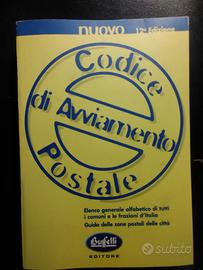 nuovo
12ª Edizione
Codice
di Avviamento
Postale
Elenco generale alfabetico di tutti
i comuni e le frazioni d'Italia
Guida delle zone postali delle città
Buffetti
EDITORE
subito